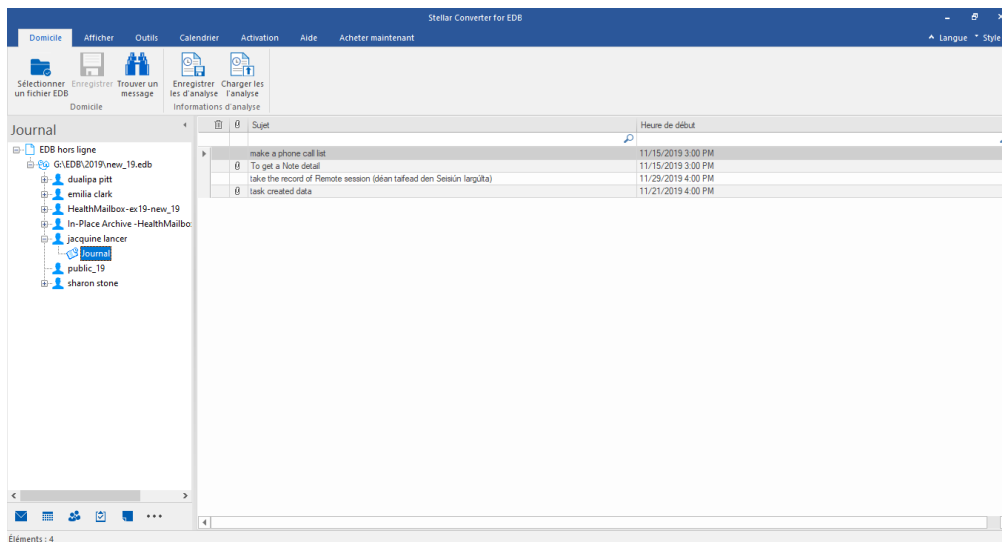 Stellar Converter for EDB
Domicile Afficher Outils Calendrier Activation Aide Acheter maintenant Langue Style
Sélectionner un fichier EDB
Enregistrer
Trouver un message
Enregistrer les d'analyse
Charger les l'analyse
Domicile Informations d'analyse
Journal
EDB hors ligne
G:\EDB\2019\new_19.edb
dualipa pitt
emilia clark
HealthMailbox-ex19-new_19
In-Place Archive -HealthMailbo
jacquine lancer
Journal
public_19
sharon stone
Sujet Heure de début
make a phone call list 11/15/2019 3:00 PM
To get a Note detail 11/15/2019 3:00 PM
take the record of Remote session (déan taifead den Seisiún Iargúlta) 11/29/2019 4:00 PM
task created data 11/21/2019 4:00 PM
Éléments : 4